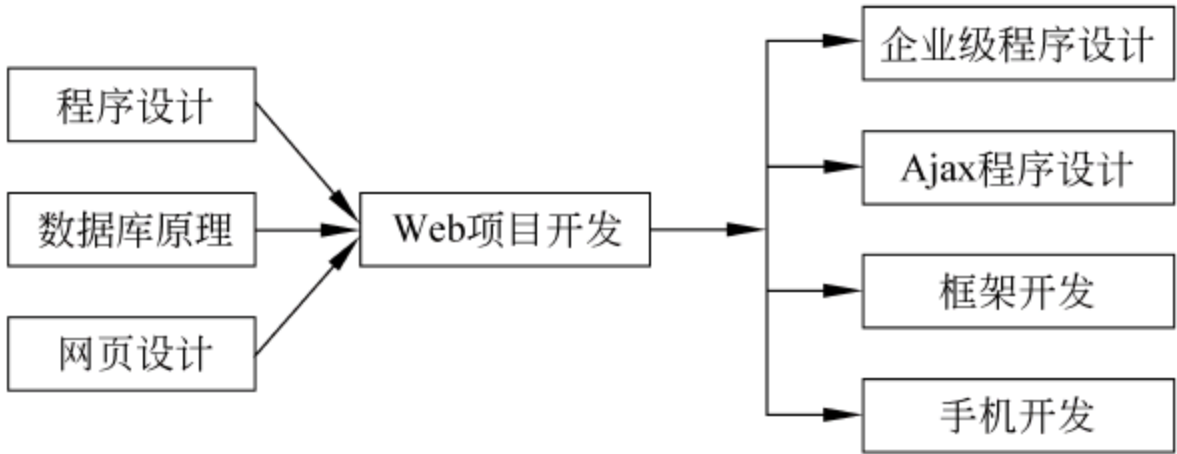 程序设计
数据库原理
网页设计
Web项目开发
企业级程序设计
Ajax程序设计
框架开发
手机开发